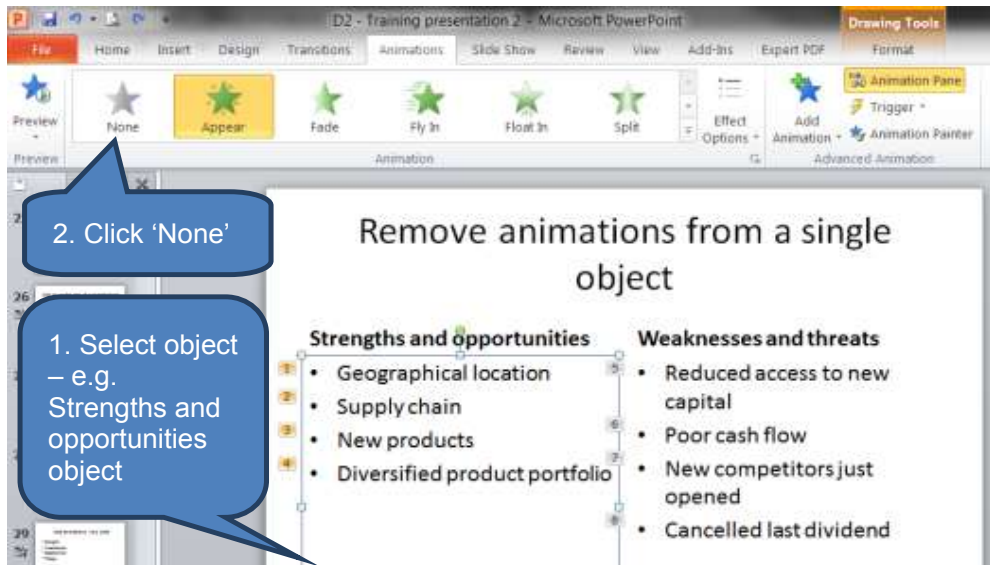 D2 - Training presentation 2 - Microsoft PowerPoint
Drawing Tools
File Home Insert Design Transitions Animations Slide Show Review View Add-Ins Expert PDF Format
Preview
None
Appear
Fade
Fly In
Float In
Split
Effect
Options
Add
Animation
Animation Pane
Trigger
Animation Painter
Preview
Animation
Advanced Animation
2. Click ‘None’
26
1. Select object
– e.g.
Strengths and
opportunities
object
29
Remove animations from a single
object
Strengths and opportunities
1 • Geographical location
2 • Supply chain
3 • New products
4 • Diversified product portfolio
Weaknesses and threats
5 • Reduced access to new
capital
6 • Poor cash flow
7 • New competitors just
opened
8 • Cancelled last dividend